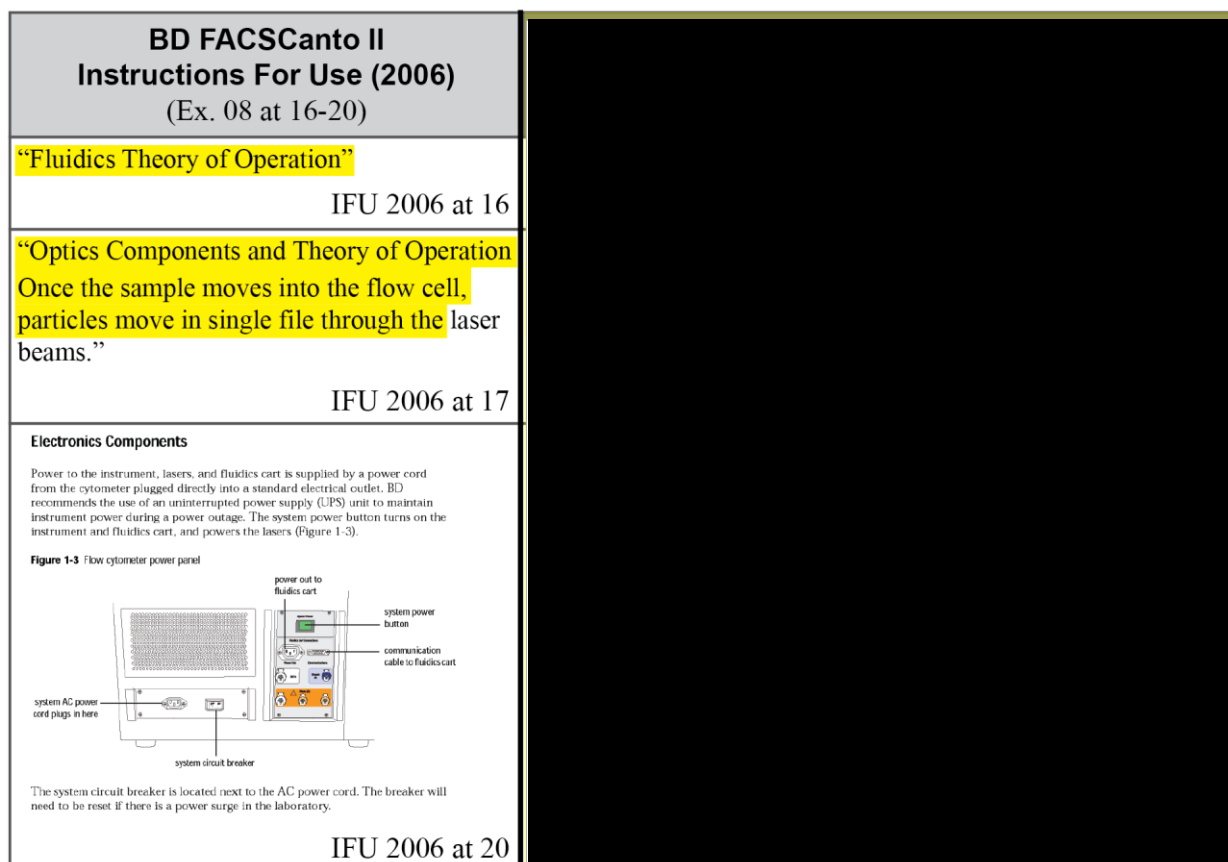 BD FACSCanto II
Instructions For Use (2006)
(Ex. 08 at 16-20)
“Fluidics Theory of Operation”
IFU 2006 at 16
“Optics Components and Theory of Operation
Once the sample moves into the flow cell,
particles move in single file through the laser
beams.”
IFU 2006 at 17
Electronics Components
Power to the instrument, lasers, and fluidics cart is supplied by a power cord
from the cytometer plugged directly into a standard electrical outlet. BD
recommends the use of an uninterrupted power supply (UPS) unit to maintain
instrument power during a power outage. The system power button turns on the
instrument and fluidics cart, and powers the lasers (Figure 1-3).
Figure 1-3 Flow cytometer power panel
power out to
fluidics cart
system power
button
communication
cable to fluidics cart
system AC power
cord plugs in here
system circuit breaker
The system circuit breaker is located next to the AC power cord. The breaker will
need to be reset if there is a power surge in the laboratory.
IFU 2006 at 20